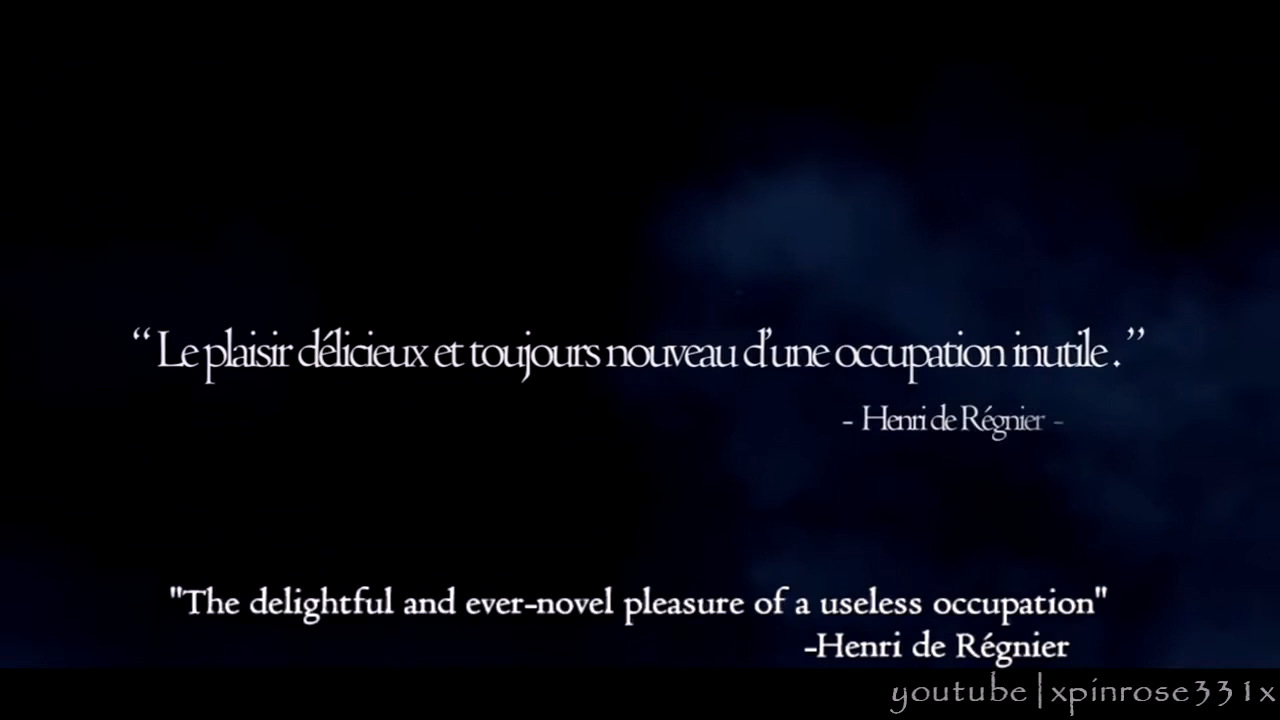 “ Le plaisir délicieux et toujours nouveau d’une occupation inutile . ”
- Henri de Régnier -
"The delightful and ever-novel pleasure of a useless occupation"
-Henri de Régnier
youtube|xpinrose331x